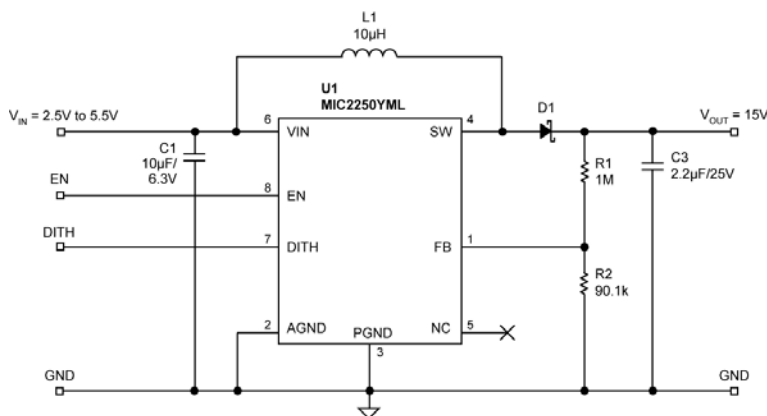 L1
10µH
U1
MIC2250YML
VIN = 2.5V to 5.5V
6
VIN
SW
4
D1
VOUT = 15V
C1
10µF/
6.3V
R1
1M
C3
2.2µF/25V
EN
8
EN
DITH
7
DITH
FB
1
R2
90.1k
2
AGND
PGND
NC
5
3
GND
GND